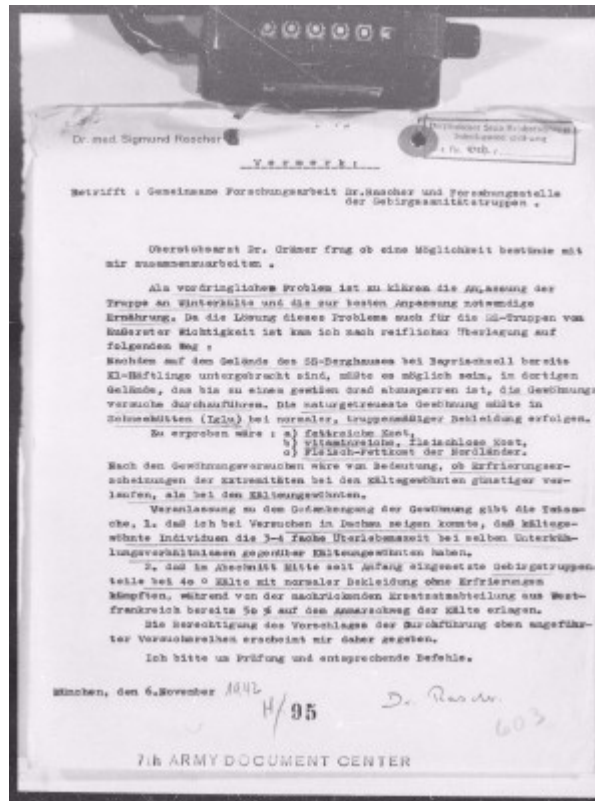 Dr. med. Sigmund Rascher
Vermerk:
Betrifft : Gemeinsame Forschungsarbeit Dr.Rascher und Forschungsstelle
der Gebirgssanitätstruppen .
Oberstabsarzt Dr. frug ob eine Möglichkeit bestände mit
mir zusammenzuarbeiten .
Als vordringliches Problem ist zu klären die Anpassung der
Truppe an Winterkälte und die zur besten Anpassung notwendige
Ernährung. Da die Lösung dieses Problems auch für die SS-Truppen von
äußerster Wichtigkeit ist kam ich nach reiflicher Überlegung auf
folgenden Weg :
Nachdem auf dem Gelände des SS-Berghauses bei Bayrischzell bereits
KL-Häftlinge untergebracht sind, müßte es möglich sein, im dortigen
Gelände, das bis zu einem gewißen Grad abzusperren ist, die Gewöhnungs
versuche durchzuführen. Die naturgetreueste Gewöhnung müßte in
Schneehütten (Iglu) bei normaler, truppenmäßiger Bekleidung erfolgen.
Zu erproben wäre : a) fettreiche Kost,
b) vitaminreiche, fleischlose Kost,
c) Fleisch-Fettkost der Nordländer.
Nach den Gewöhnungsversuchen wäre von Bedeutung, ob Erfrierungser-
scheinungen der Extremitäten bei den Kältegewöhnten günstiger ver-
laufen, als bei den Kälteungewöhnten.
Veranlassung zu dem Gedankengang der Gewöhnung gibt die Tatsa-
che, 1. daß ich bei Versuchen in Dachau zeigen konnte, daß kältege-
wöhnte Individuen die 3-4 fache Überlebenszeit bei selben Unterküh-
lungsverhältnissen gegenüber Kälteungewöhnten haben.
2. daß im Abschnitt Mitte seit Anfang eingesetzte Gebirgstruppen
teile bei 40 ° Kälte mit normaler Bekleidung ohne Erfrierungen
kämpften, während von der nachrückenden Ersatzabteilung aus West-
frankreich bereits 50 % auf dem Anmarschweg der Kälte erlagen.
Die Berechtigung des Vorschlages der Durchführung oben angeführ-
ter Versuchsreihen erscheint mir daher gegeben.
Ich bitte um Prüfung und entsprechende Befehle.
München, den 6.November 1942
Dr. Rascher.
H/95
603
7th ARMY DOCUMENT CENTER